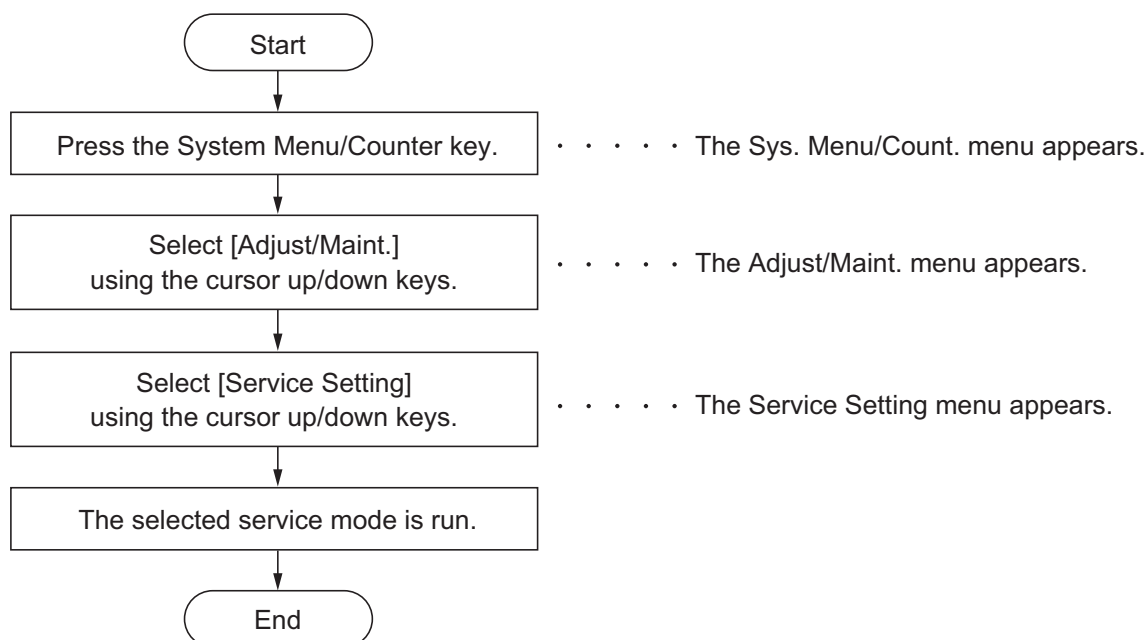 Start
Press the System Menu/Counter key. · · · · · The Sys. Menu/Count. menu appears.
Select [Adjust/Maint.]
using the cursor up/down keys. · · · · · The Adjust/Maint. menu appears.
Select [Service Setting]
using the cursor up/down keys. · · · · · The Service Setting menu appears.
The selected service mode is run.
End